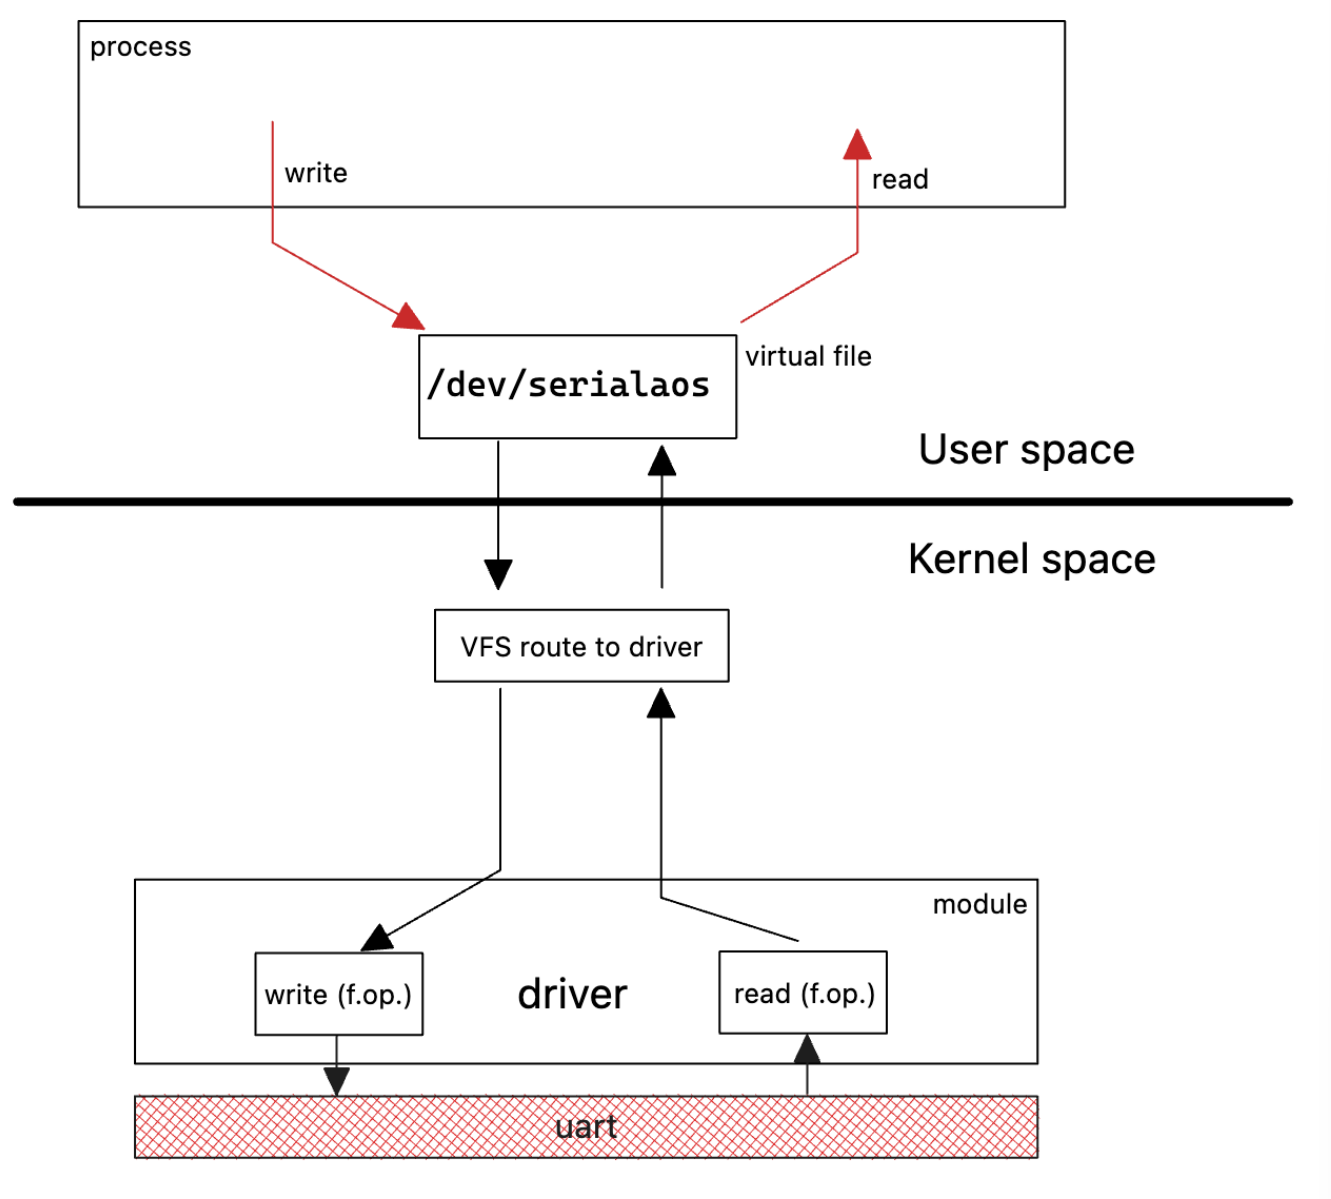 process
write
read
/dev/serialaos
virtual file
User space
Kernel space
VFS route to driver
module
write (f.op.)
driver
read (f.op.)
uart